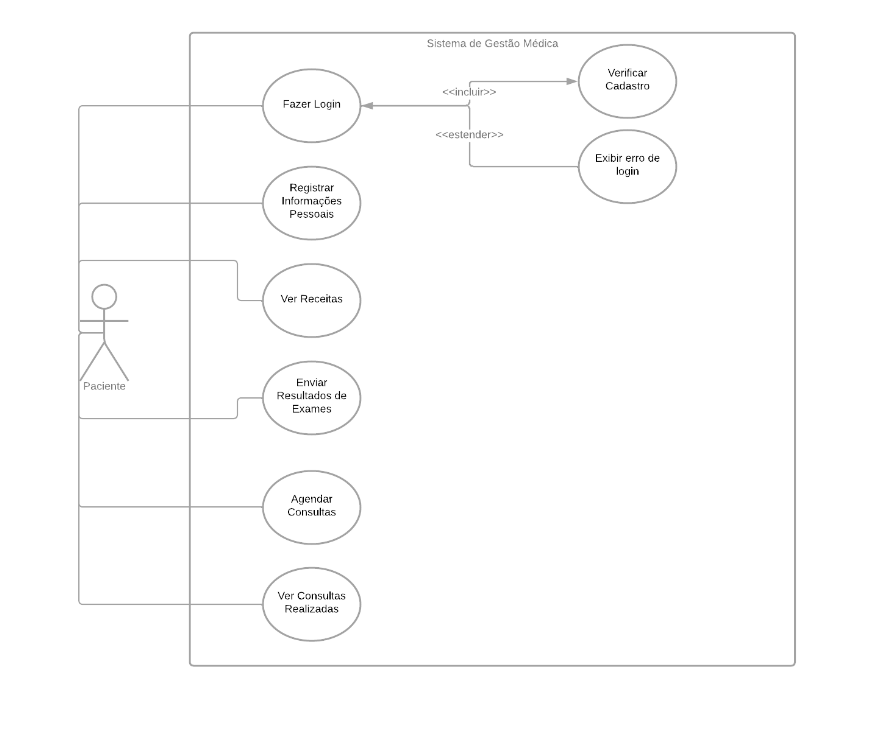 Sistema de Gestão Médica
Verificar
Cadastro
<<incluir>>
Fazer Login
<<estender>>
Exibir erro de
login
Registrar
Informações
Pessoais
Ver Receitas
Paciente
Enviar
Resultados de
Exames
Agendar
Consultas
Ver Consultas
Realizadas